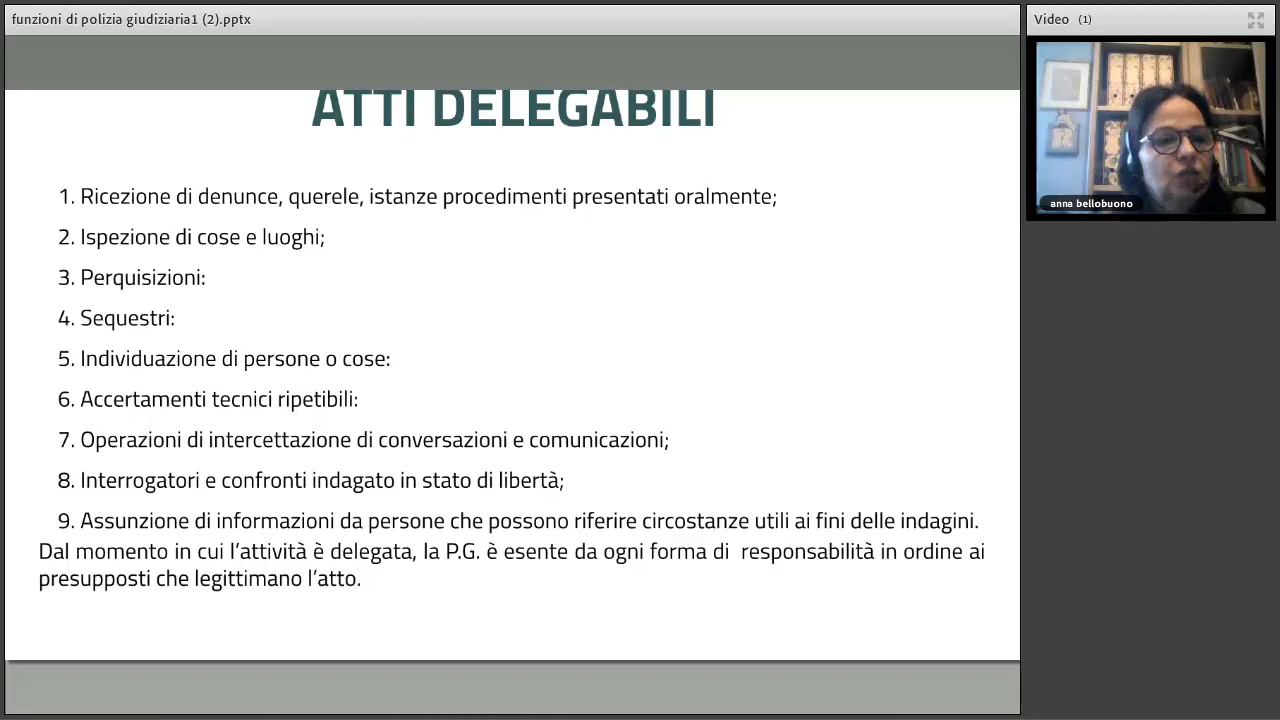 funzioni di polizia giudiziaria1 (2).pptx
Video (1)
anna bellobuono
ATTI DELEGABILI
1. Ricezione di denunce, querele, istanze procedimenti presentati oralmente;
2. Ispezione di cose e luoghi;
3. Perquisizioni:
4. Sequestri:
5. Individuazione di persone o cose:
6. Accertamenti tecnici ripetibili:
7. Operazioni di intercettazione di conversazioni e comunicazioni;
8. Interrogatori e confronti indagato in stato di libertà;
9. Assunzione di informazioni da persone che possono riferire circostanze utili ai fini delle indagini.
Dal momento in cui l’attività è delegata, la P.G. è esente da ogni forma di responsabilità in ordine ai
presupposti che legittimano l’atto.